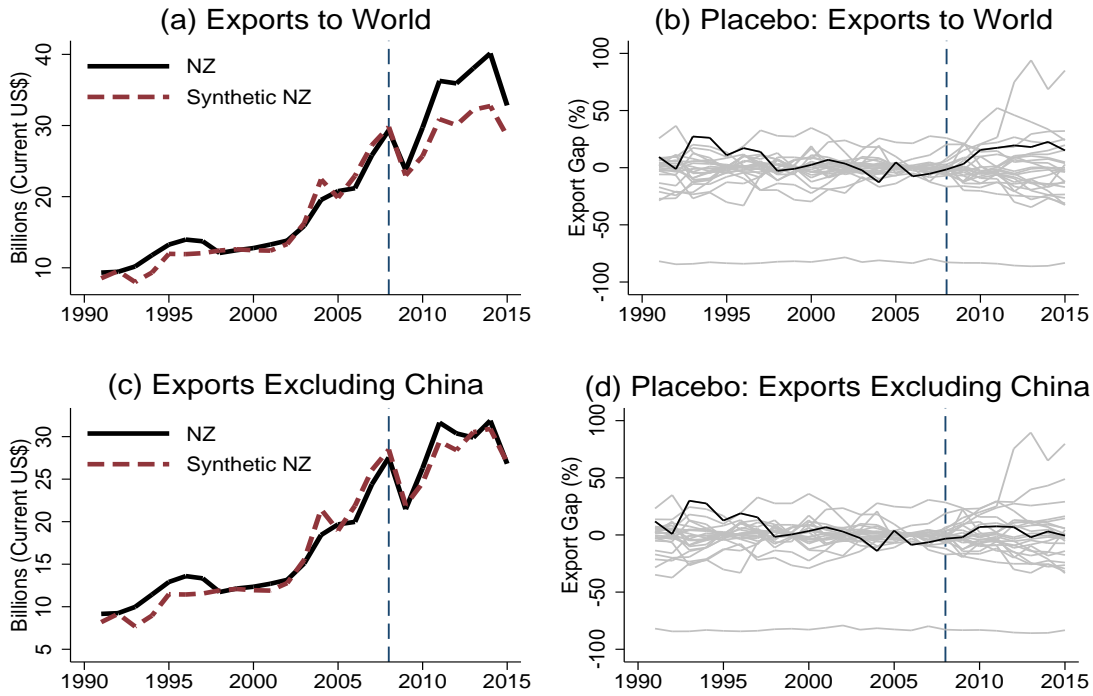 (a) Exports to World
Billions (Current US$)
40
30
20
10
NZ
Synthetic NZ
1990 1995 2000 2005 2010 2015
(b) Placebo: Exports to World
Export Gap (%)
100
50
0
-50
-100
1990 1995 2000 2005 2010 2015
(c) Exports Excluding China
Billions (Current US$)
30
25
20
15
10
5
NZ
Synthetic NZ
1990 1995 2000 2005 2010 2015
(d) Placebo: Exports Excluding China
Export Gap (%)
100
50
0
-50
-100
1990 1995 2000 2005 2010 2015